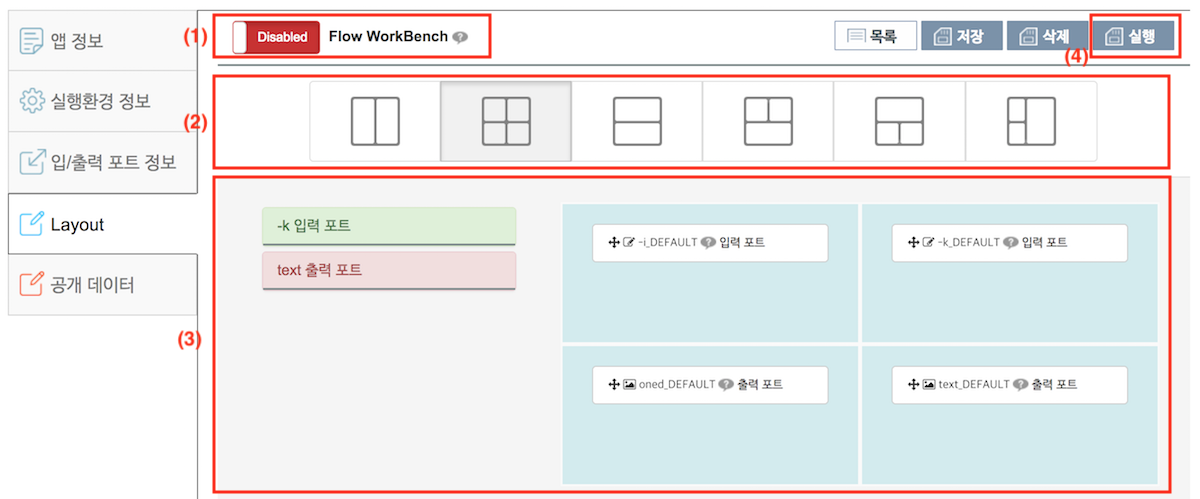 앱 정보
실행환경 정보
입/출력 포트 정보
Layout
공개 데이터
(1)
Disabled
Flow WorkBench
목록
저장
삭제
실행
(4)
(2)
(3)
-k 입력 포트
text 출력 포트
-i_DEFAULT ? 입력 포트
-k_DEFAULT ? 입력 포트
oned_DEFAULT ? 출력 포트
text_DEFAULT ? 출력 포트